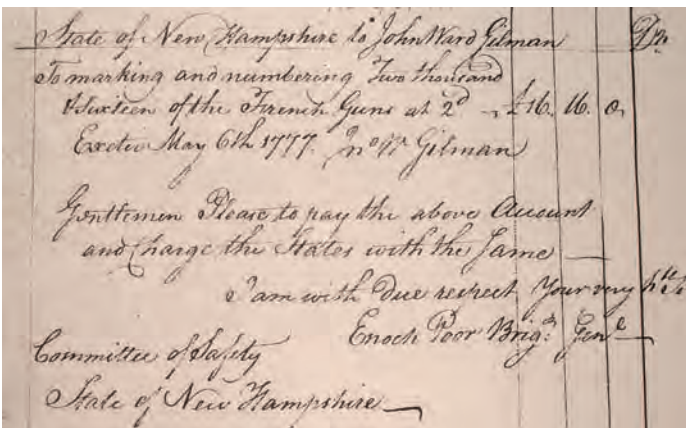 State of New Hampshire to John Ward Gilman Dr.
To marking and numbering Two thousand
& Sixteen of the French Guns at 2d £16. 16. 0
Exeter May 6th 1777. Jno W Gilman
Gentlemen Please to pay the above Account
and Charge the States with the Same
I am with Due respect Your very
Enoch Poor Brigr Genl
Committee of Safety
State of New Hampshire